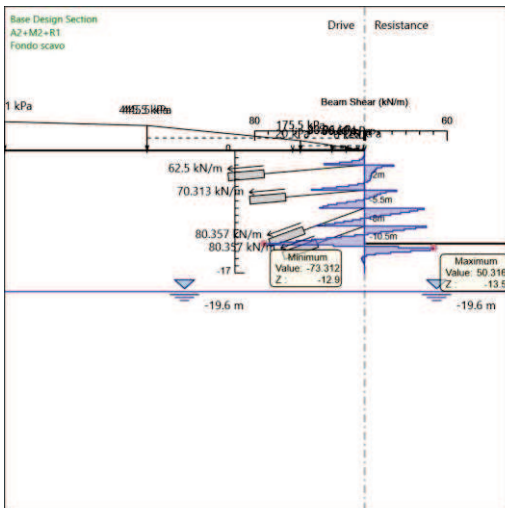 Base Design Section
A2+M2+R1
Fondo scavo
Drive
Resistance
Beam Shear (kN/m)
1 kPa
80
175.5 kPa
60
0
62.5 kN/m
-2m
70.313 kN/m
-5.5m
-8m
80.357 kN/m
-10.5m
80.357 kN/m
-17
Minimum
Value: -73.312
Z : -12.9
Maximum
Value: 50.316
Z : -13.5
-19.6 m
-19.6 m